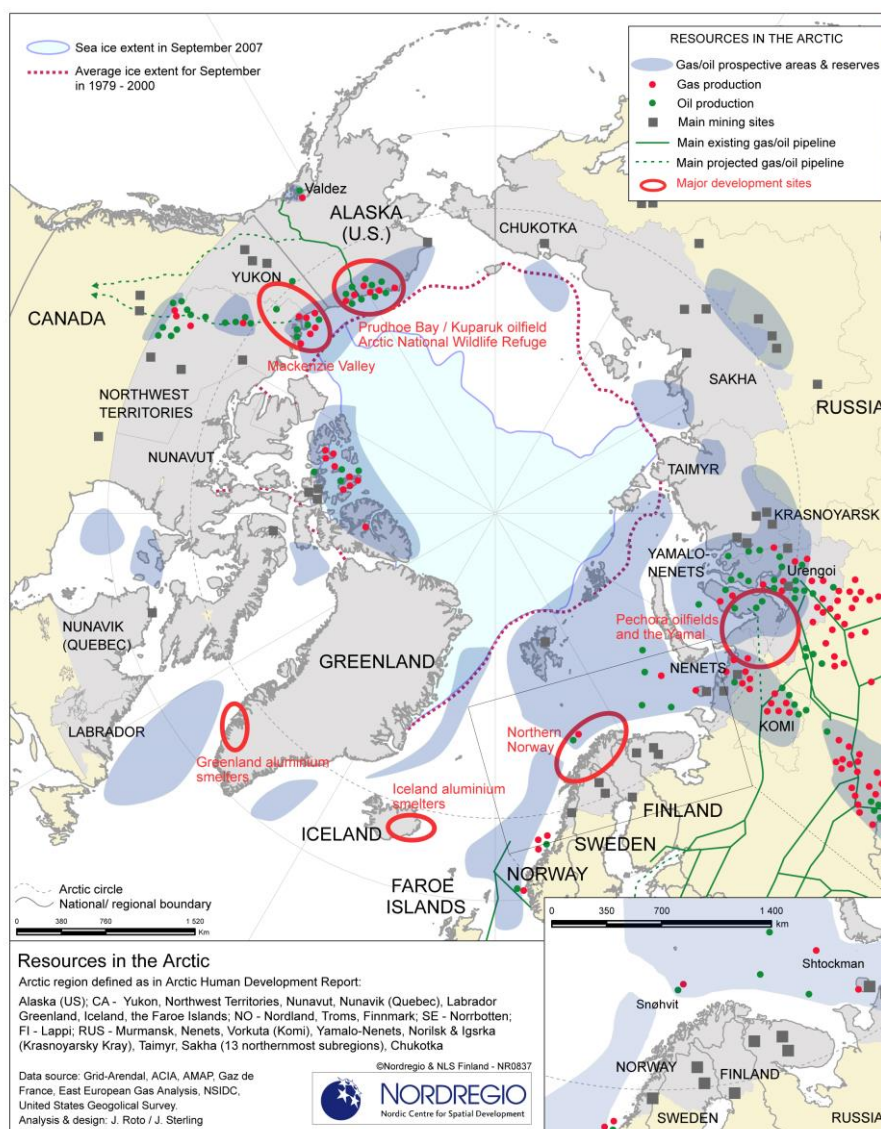 Sea ice extent in September 2007
Average ice extent for September
in 1979 - 2000
RESOURCES IN THE ARCTIC
Gas/oil prospective areas & reserves
Gas production
Oil production
Main mining sites
Main existing gas/oil pipeline
Main projected gas/oil pipeline
Major development sites
Valdez
ALASKA
(U.S.)
CHUKOTKA
YUKON
CANADA
Prudhoe Bay / Kuparuk oilfield
Arctic National Wildlife Refuge
Mackenzie Valley
NORTHWEST
TERRITORIES
SAKHA
RUSSIA
NUNAVUT
TAIMYR
KRASNOYARSK
YAMALO-
NENETS
Urengoi
Pechora oilfields
and the Yamal
NUNAVIK
(QUEBEC)
GREENLAND
NENETS
LABRADOR
KOMI
Northern
Norway
Greenland aluminium
smelters
Iceland aluminium
smelters
FINLAND
ICELAND
SWEDEN
NORWAY
FAROE
ISLANDS
Arctic circle
National/ regional boundary
0 380 760 1 520
Km
0 350 700 1 400
Km
Shtockman
Snøhvit
NORWAY
FINLAND
SWEDEN
RUSSIA
Resources in the Arctic
Arctic region defined as in Arctic Human Development Report:
Alaska (US); CA - Yukon, Northwest Territories, Nunavut, Nunavik (Quebec), Labrador
Greenland, Iceland, the Faroe Islands; NO - Nordland, Troms, Finnmark; SE - Norrbotten;
FI - Lappi; RUS - Murmansk, Nenets, Vorkuta (Komi), Yamalo-Nenets, Norilsk & Igsrka
(Krasnoyarsky Kray), Taimyr, Sakha (13 northernmost subregions), Chukotka
©Nordregio & NLS Finland - NR0837
Data source: Grid-Arendal, ACIA, AMAP, Gaz de
France, East European Gas Analysis, NSIDC,
United States Geogolical Survey.
Analysis & design: J. Roto / J. Sterling
NORDREGIO
Nordic Centre for Spatial Development